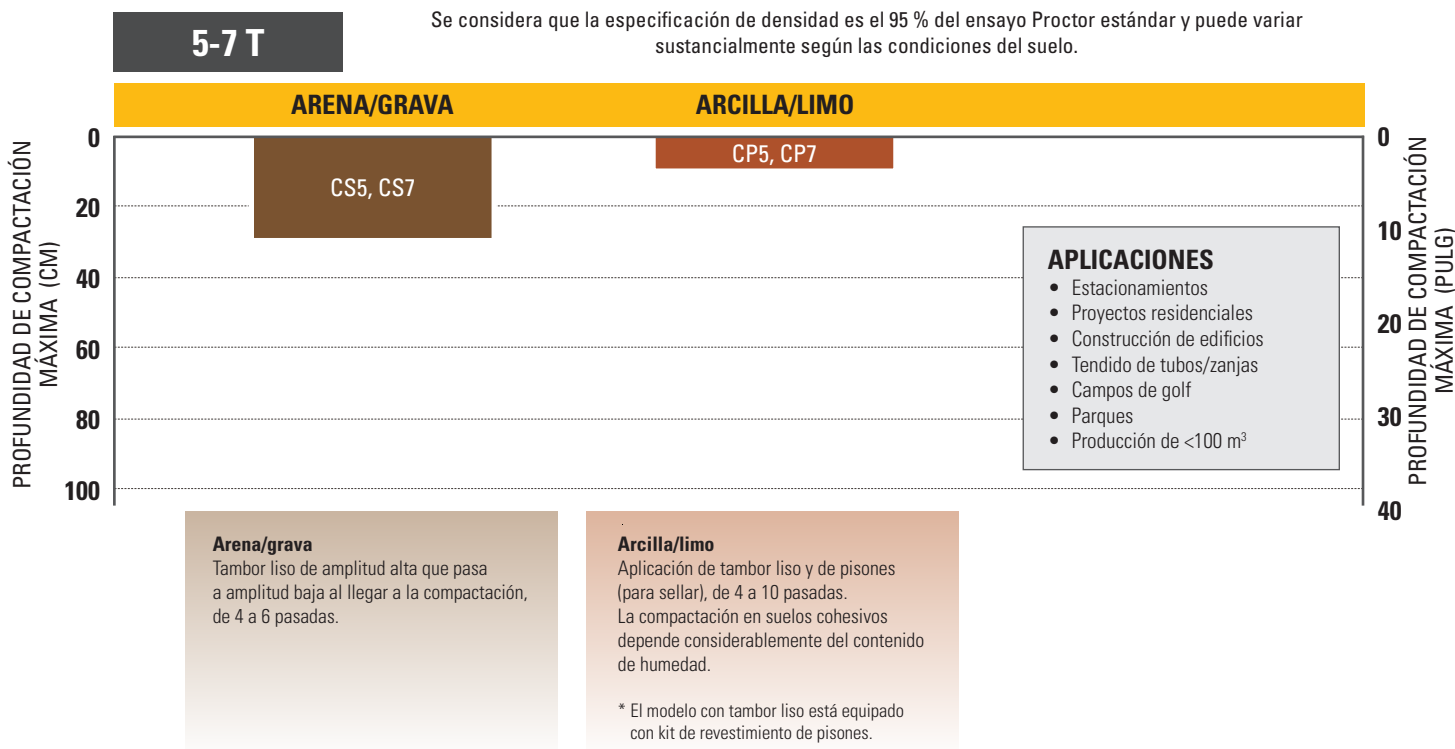 5-7 T
Se considera que la especificación de densidad es el 95 % del ensayo Proctor estándar y puede variar
sustancialmente según las condiciones del suelo.
ARENA/GRAVA
ARCILLA/LIMO
PROFUNDIDAD DE COMPACTACIÓN
MÁXIMA (CM)
0
20
40
60
80
100
CS5, CS7
CP5, CP7
APLICACIONES
• Estacionamientos
• Proyectos residenciales
• Construcción de edificios
• Tendido de tubos/zanjas
• Campos de golf
• Parques
• Producción de <100 m³
0
10
20
30
40
PROFUNDIDAD DE COMPACTACIÓN
MÁXIMA (PULG)
Arena/grava
Tambor liso de amplitud alta que pasa
a amplitud baja al llegar a la compactación,
de 4 a 6 pasadas.
Arcilla/limo
Aplicación de tambor liso y de pisones
(para sellar), de 4 a 10 pasadas.
La compactación en suelos cohesivos
depende considerablemente del contenido
de humedad.
* El modelo con tambor liso está equipado
con kit de revestimiento de pisones.